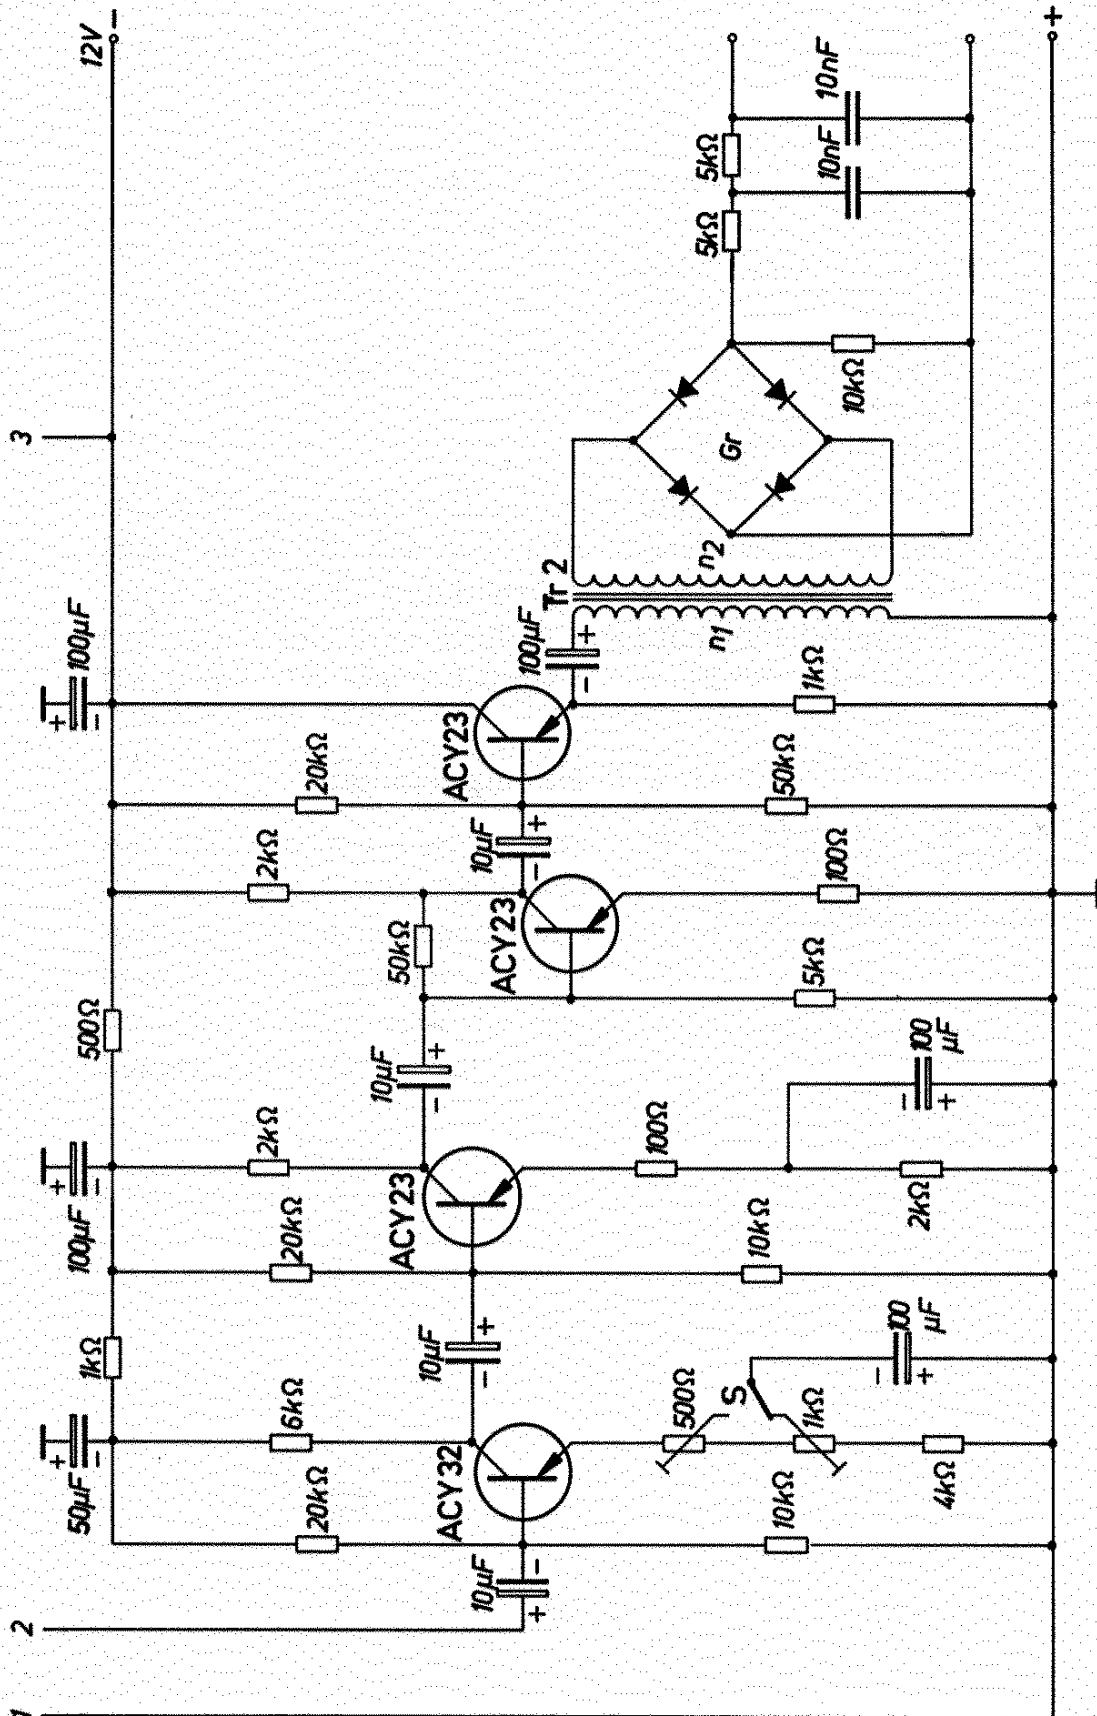 12V
−
3
2
1
+
100µF
+
−
100µF
+
−
50µF
+
−
500Ω
1kΩ
20kΩ
2kΩ
2kΩ
20kΩ
6kΩ
20kΩ
ACY23
ACY23
ACY23
ACY32
50kΩ
10µF
+
−
10µF
+
−
10µF
+
−
10µF
+
−
100µF
+
−
Tr 2
n1
n2
Gr
5kΩ
5kΩ
10nF
10nF
10kΩ
1kΩ
50kΩ
100Ω
5kΩ
100Ω
100
µF
−
+
2kΩ
10kΩ
100
µF
−
+
500Ω
S
1kΩ
4kΩ
10kΩ